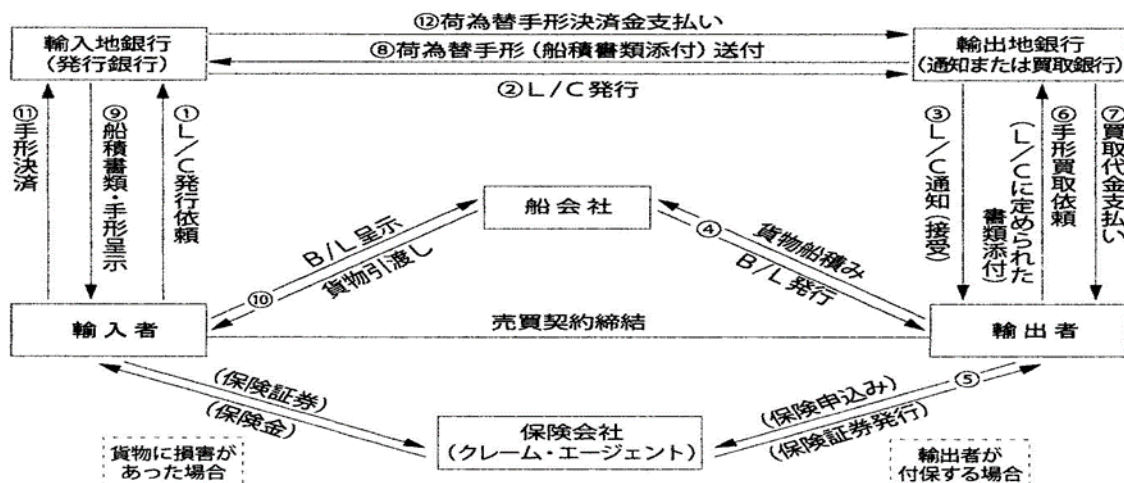 ⑫荷為替手形決済金支払い
⑧荷為替手形(船積書類添付)送付
②L/C発行
輸入地銀行
(発行銀行)
輸出地銀行
(通知または買取銀行)
⑪手形決済
⑨船積書類・手形呈示
①L/C発行依頼
③L/C通知(接受)
⑥手形買取依頼
(L/Cに定められた
書類添付)
⑦買取代金支払い
船会社
B/L呈示
⑩
貨物引渡し
④
貨物船積み
B/L発行
輸入者
売買契約締結
輸出者
(保険証券)
(保険金)
(保険申込み)
⑤
(保険証券発行)
保険会社
(クレーム・エージェント)
貨物に損害が
あった場合
輸出者が
付保する場合